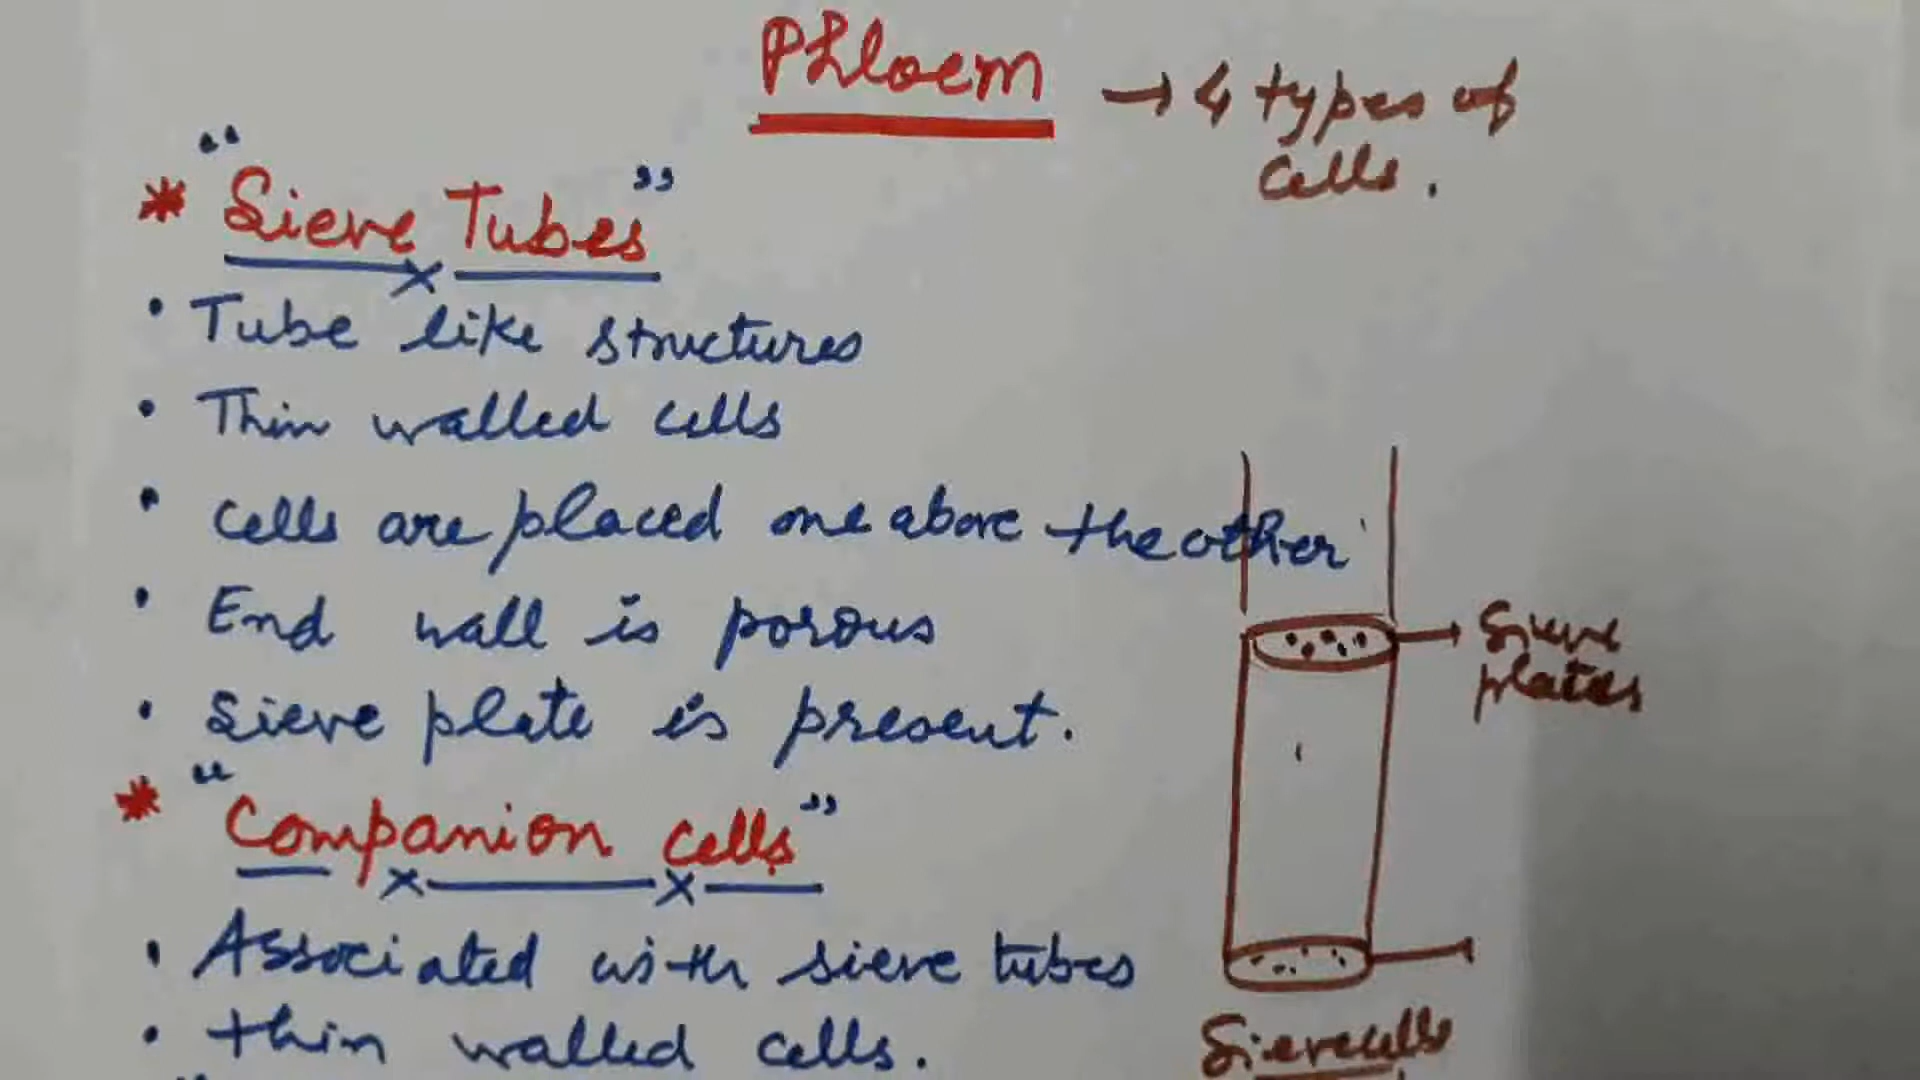 Phloem → 4 types of
cells.
* "Sieve Tubes"
• Tube like structures
• Thin walled cells
• Cells are placed one above the other
• End wall is porous
• Sieve plate is present.
Sieve
plates
* "Companion cells"
• Associated with sieve tubes
• thin walled cells.
Sievecells